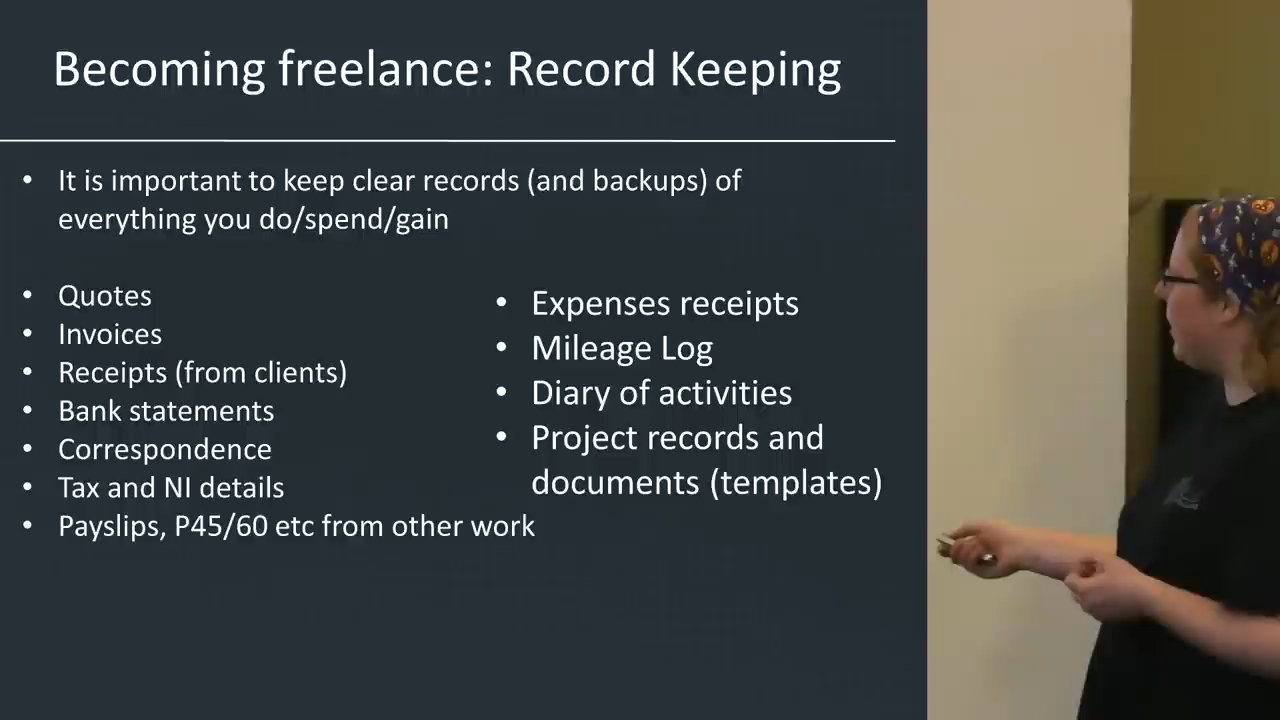 Becoming freelance: Record Keeping
• It is important to keep clear records (and backups) of
everything you do/spend/gain
• Quotes
• Invoices
• Receipts (from clients)
• Bank statements
• Correspondence
• Tax and NI details
• Payslips, P45/60 etc from other work
• Expenses receipts
• Mileage Log
• Diary of activities
• Project records and
documents (templates)